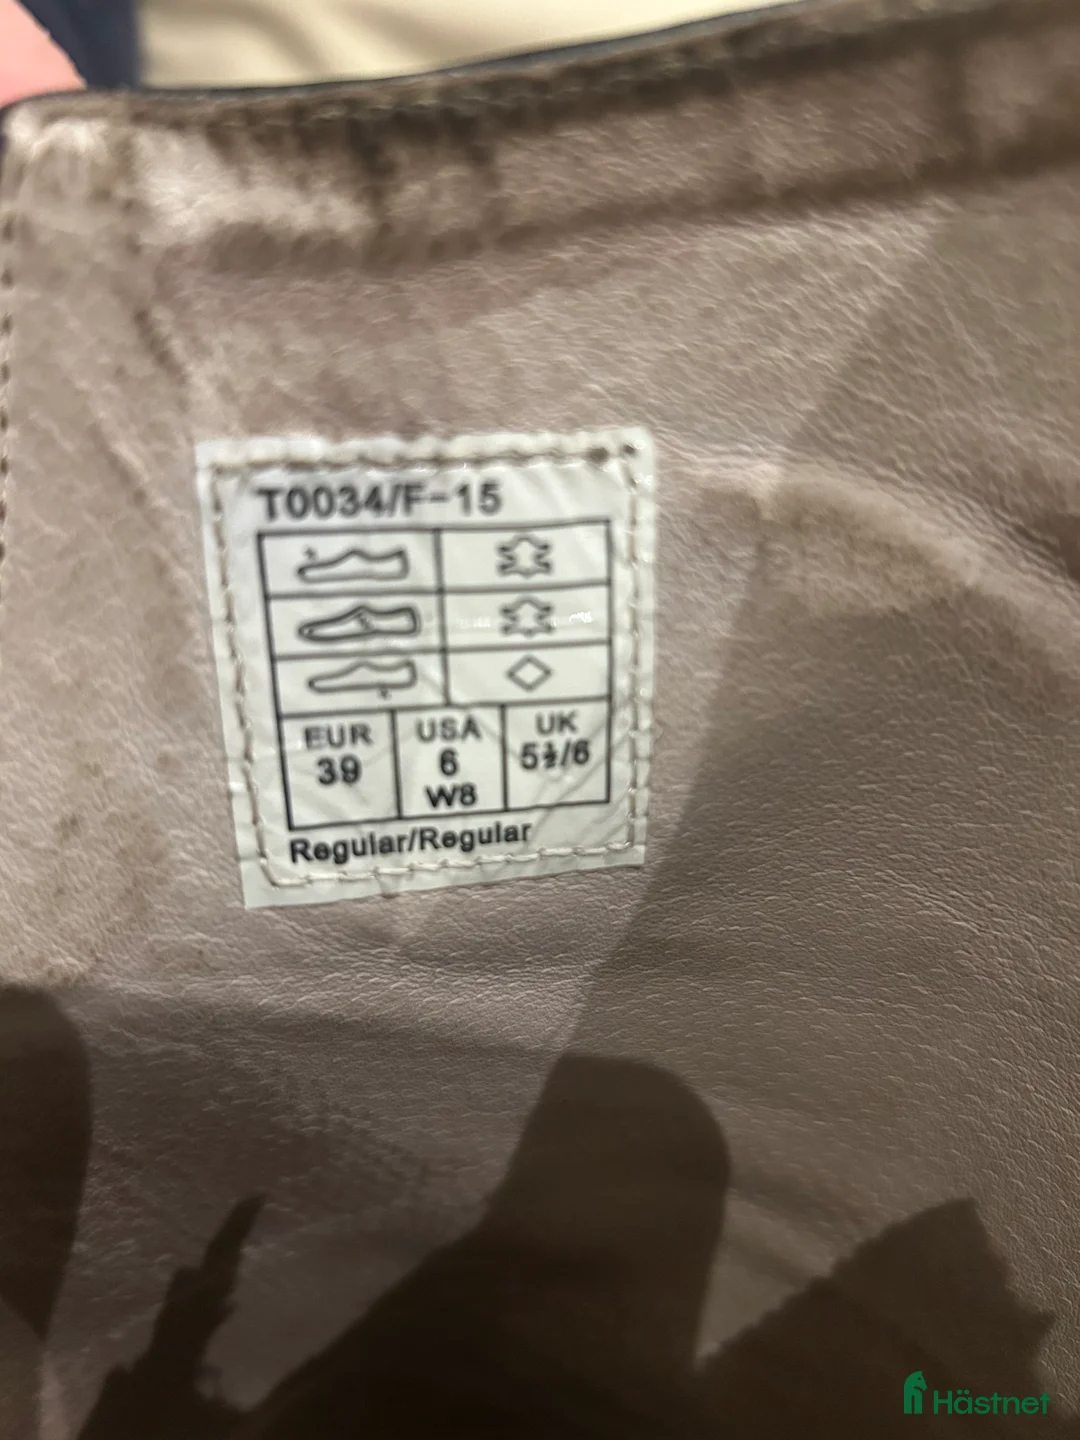 T0034/F-15
EUR USA UK
39 6 5½/6
W8
Regular/Regular
Hästnet